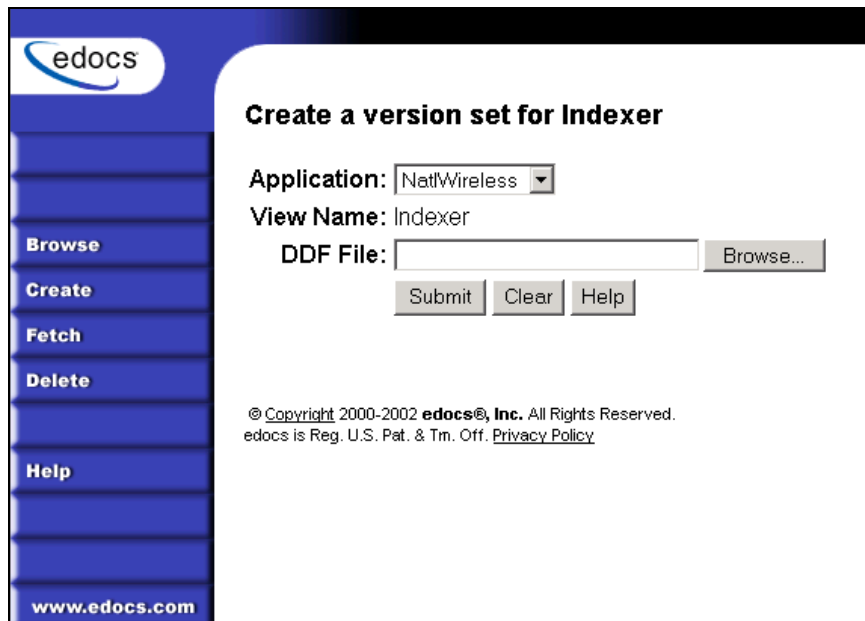 edocs
Create a version set for Indexer
Application: NatlWireless
View Name: Indexer
DDF File: Browse...
Submit Clear Help
Browse
Create
Fetch
Delete
Help
www.edocs.com
© Copyright 2000-2002 edocs®, Inc. All Rights Reserved.
edocs is Reg. U.S. Pat. & Tm. Off. Privacy Policy